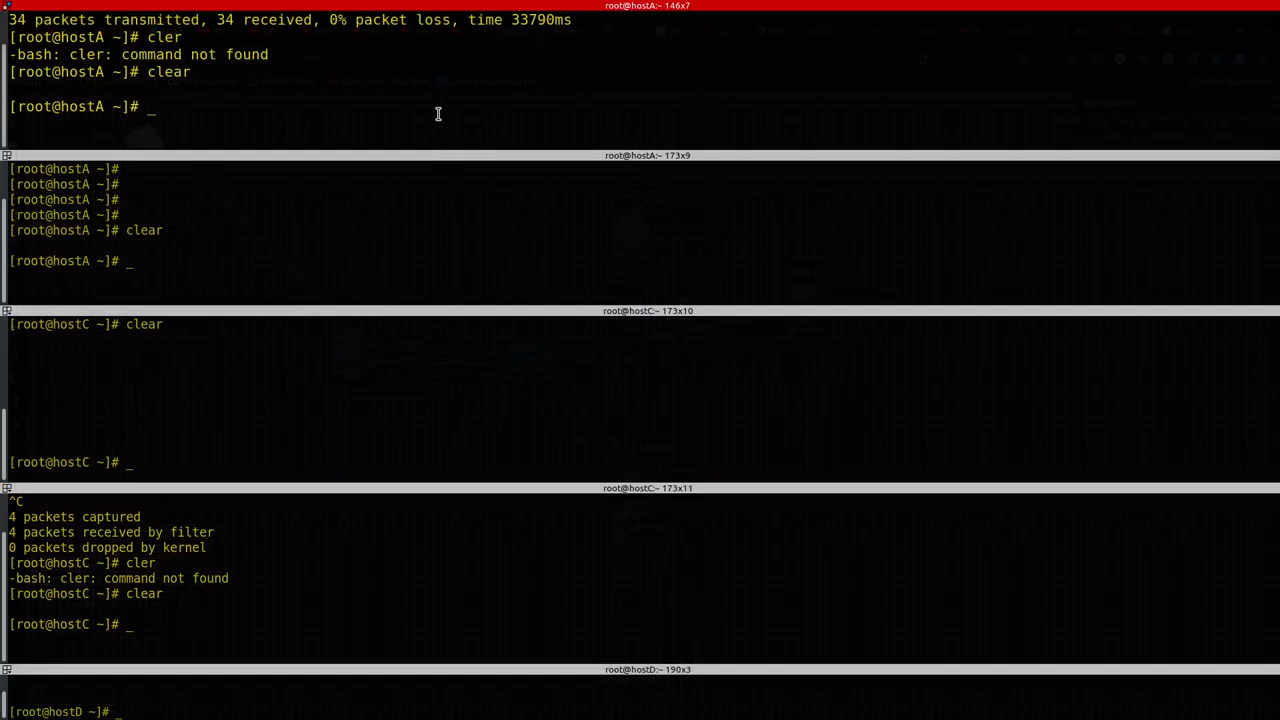 root@hostA:~ 146x7
34 packets transmitted, 34 received, 0% packet loss, time 33790ms
[root@hostA ~]# cler
-bash: cler: command not found
[root@hostA ~]# clear
[root@hostA ~]# _
root@hostA:~ 173x9
[root@hostA ~]#
[root@hostA ~]#
[root@hostA ~]#
[root@hostA ~]#
[root@hostA ~]# clear
[root@hostA ~]# _
root@hostC:~ 173x10
[root@hostC ~]# clear
[root@hostC ~]# _
root@hostC:~ 173x11
^C
4 packets captured
4 packets received by filter
0 packets dropped by kernel
[root@hostC ~]# cler
-bash: cler: command not found
[root@hostC ~]# clear
[root@hostC ~]# _
root@hostD:~ 190x3
[root@hostD ~]# _